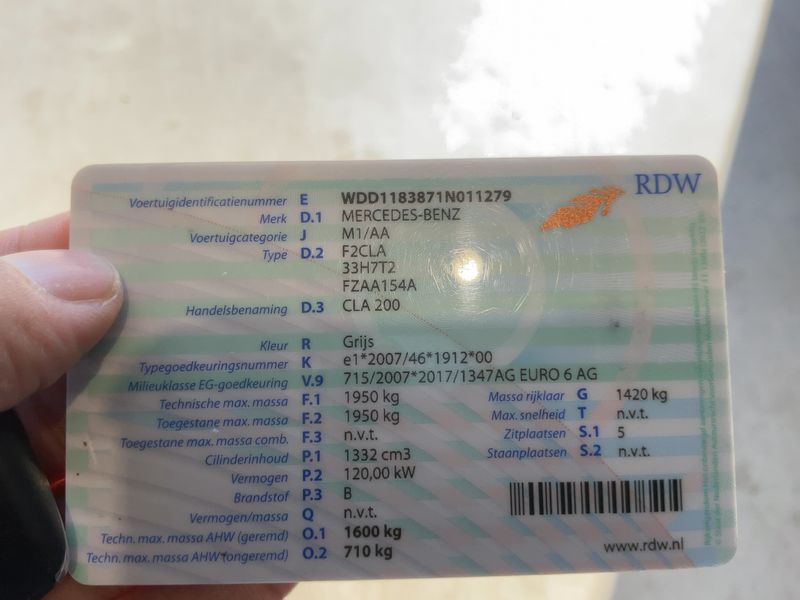 RDW
Voertuigidentificatienummer E WDD1183871N011279
Merk D.1 MERCEDES-BENZ
Voertuigcategorie J M1/AA
Type D.2 F2CLA
33H7T2
FZAA154A
Handelsbenaming D.3 CLA 200
Kleur R Grijs
Typegoedkeuringsnummer K e1*2007/46*1912*00
Milieuklasse EG-goedkeuring V.9 715/2007*2017/1347AG EURO 6 AG
Technische max. massa F.1 1950 kg Massa rijklaar G 1420 kg
Toegestane max. massa F.2 1950 kg Max. snelheid T n.v.t.
Toegestane max. massa comb. F.3 n.v.t. Zitplaatsen S.1 5
Cilinderinhoud P.1 1332 cm3 Staanplaatsen S.2 n.v.t.
Vermogen P.2 120,00 kW
Brandstof P.3 B
Vermogen/massa Q n.v.t.
Techn. max. massa AHW (geremd) O.1 1600 kg
Techn. max. massa AHW (ongeremd) O.2 710 kg
www.rdw.nl